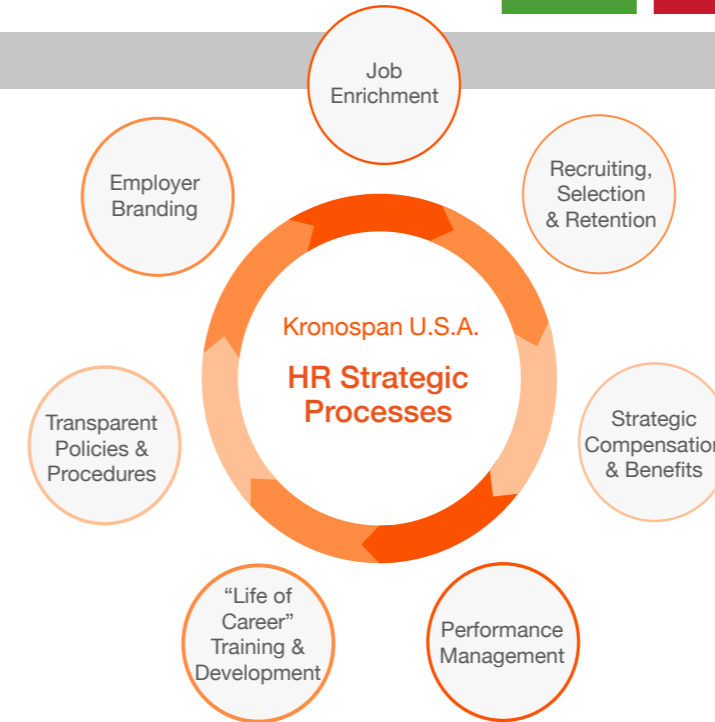 Job
Enrichment
Recruiting,
Selection
& Retention
Employer
Branding
Kronospan U.S.A.
HR Strategic
Processes
Transparent
Policies &
Procedures
Strategic
Compensation
& Benefits
“Life of
Career”
Training &
Development
Performance
Management